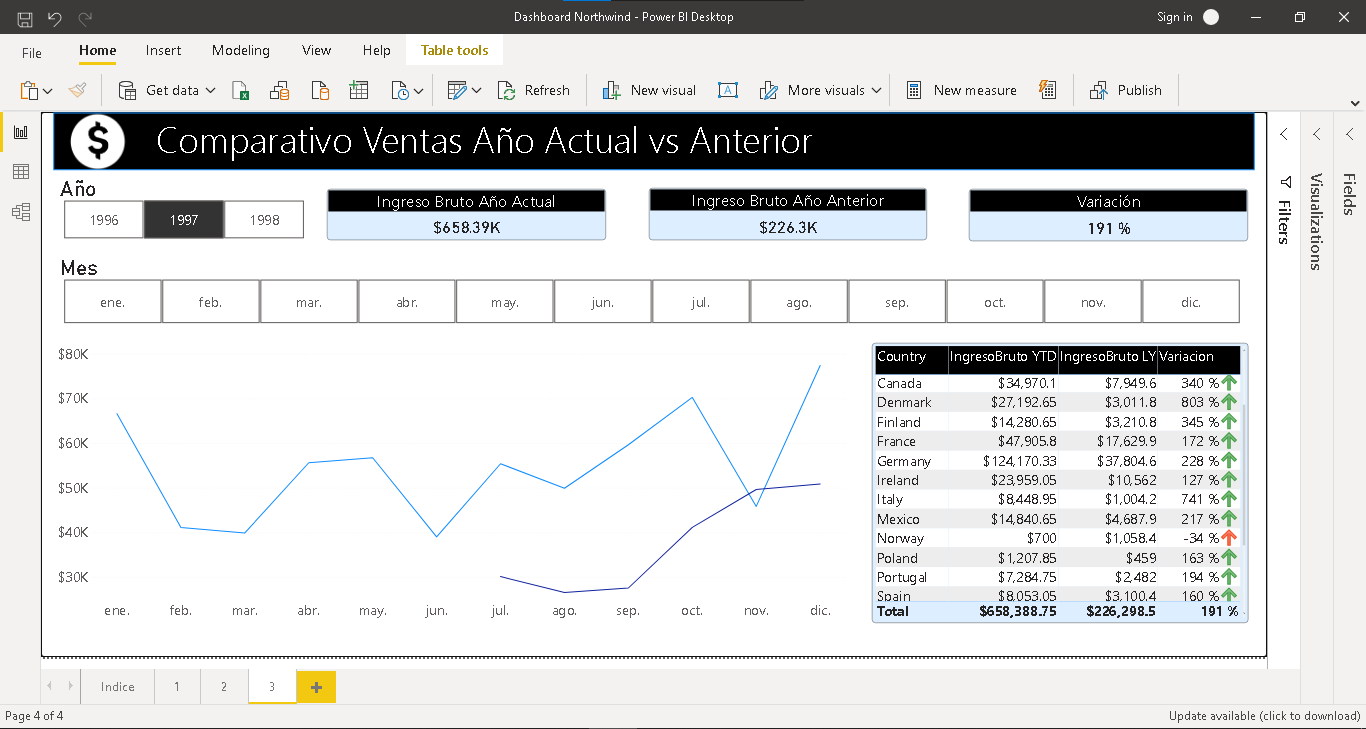 Dashboard Northwind - Power BI Desktop
Sign in
File Home Insert Modeling View Help Table tools
Get data Refresh New visual More visuals New measure Publish
$ Comparativo Ventas Año Actual vs Anterior
Año
1996 1997 1998
Ingreso Bruto Año Actual
$658.39K
Ingreso Bruto Año Anterior
$226.3K
Variación
191 %
Mes
ene. feb. mar. abr. may. jun. jul. ago. sep. oct. nov. dic.
$80K
$70K
$60K
$50K
$40K
$30K
ene. feb. mar. abr. may. jun. jul. ago. sep. oct. nov. dic.
Country IngresoBruto YTD IngresoBruto LY Variacion
Canada $34,970.1 $7,949.6 340 %
Denmark $27,192.65 $3,011.8 803 %
Finland $14,280.65 $3,210.8 345 %
France $47,905.8 $17,629.9 172 %
Germany $124,170.33 $37,804.6 228 %
Ireland $23,959.05 $10,562 127 %
Italy $8,448.95 $1,004.2 741 %
Mexico $14,840.65 $4,687.9 217 %
Norway $700 $1,058.4 -34 %
Poland $1,207.85 $459 163 %
Portugal $7,284.75 $2,482 194 %
Spain $8,053.05 $3,100.4 160 %
Total $658,388.75 $226,298.5 191 %
Filters
Visualizations
Fields
Indice 1 2 3 +
Page 4 of 4
Update available (click to download)